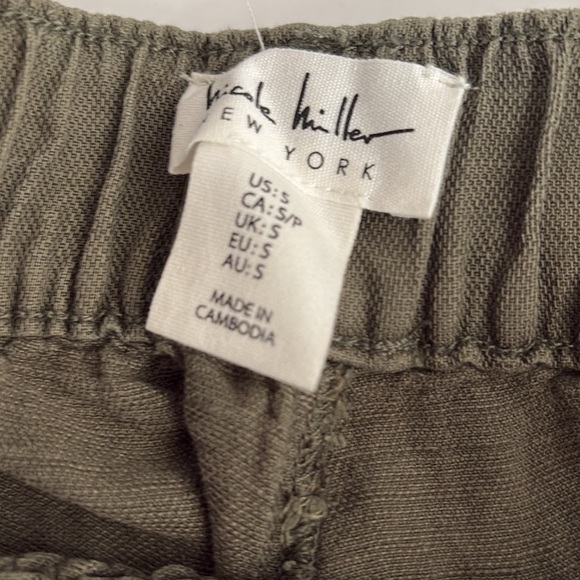 Nicole Miller
NEW YORK
US: S
CA: S/P
UK: S
EU: S
AU: S
MADE IN
CAMBODIA